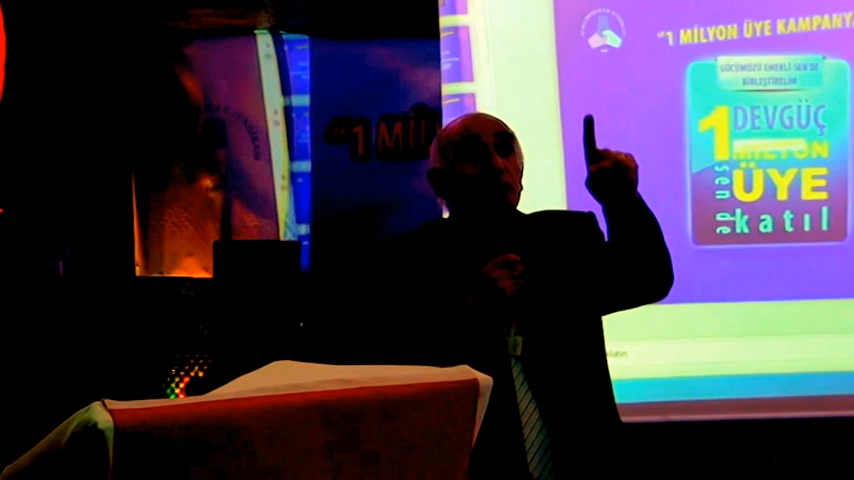 "1 MİLYON ÜYE KAMPANYA
GÜCÜMÜZÜ EMEKLİ-SEN'DE
BİRLEŞTİRELİM
1 DEVGÜÇ
MİLYON
ÜYE
sen de
katıl
"1 MİL